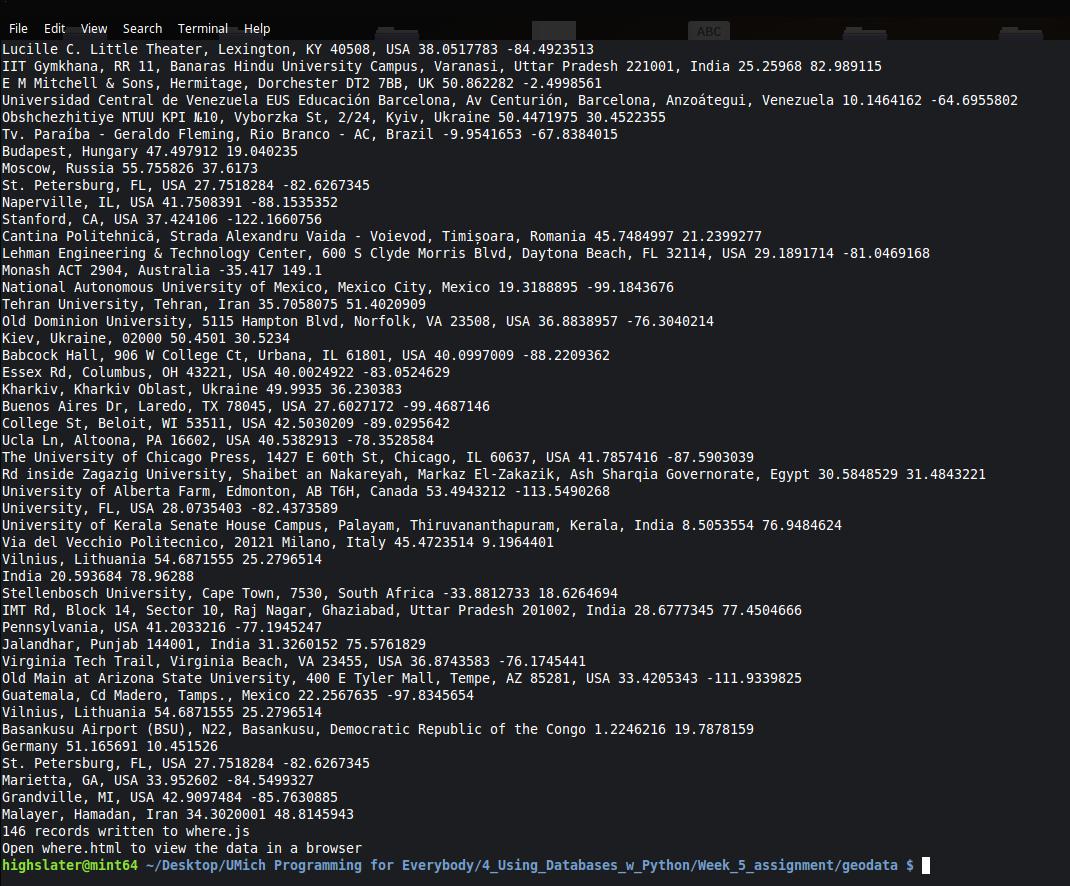 File Edit View Search Terminal Help
ABC
Lucille C. Little Theater, Lexington, KY 40508, USA 38.0517783 -84.4923513
IIT Gymkhana, RR 11, Banaras Hindu University Campus, Varanasi, Uttar Pradesh 221001, India 25.25968 82.989115
E M Mitchell & Sons, Hermitage, Dorchester DT2 7BB, UK 50.862282 -2.4998561
Universidad Central de Venezuela EUS Educación Barcelona, Av Centurión, Barcelona, Anzoátegui, Venezuela 10.1464162 -64.6955802
Obshchezhitiye NTUU KPI №10, Vyborzka St, 2/24, Kyiv, Ukraine 50.4471975 30.4522355
Tv. Paraíba - Geraldo Fleming, Rio Branco - AC, Brazil -9.9541653 -67.8384015
Budapest, Hungary 47.497912 19.040235
Moscow, Russia 55.755826 37.6173
St. Petersburg, FL, USA 27.7518284 -82.6267345
Naperville, IL, USA 41.7508391 -88.1535352
Stanford, CA, USA 37.424106 -122.1660756
Cantina Politehnică, Strada Alexandru Vaida - Voievod, Timișoara, Romania 45.7484997 21.2399277
Lehman Engineering & Technology Center, 600 S Clyde Morris Blvd, Daytona Beach, FL 32114, USA 29.1891714 -81.0469168
Monash ACT 2904, Australia -35.417 149.1
National Autonomous University of Mexico, Mexico City, Mexico 19.3188895 -99.1843676
Tehran University, Tehran, Iran 35.7058075 51.4020909
Old Dominion University, 5115 Hampton Blvd, Norfolk, VA 23508, USA 36.8838957 -76.3040214
Kiev, Ukraine, 02000 50.4501 30.5234
Babcock Hall, 906 W College Ct, Urbana, IL 61801, USA 40.0997009 -88.2209362
Essex Rd, Columbus, OH 43221, USA 40.0024922 -83.0524629
Kharkiv, Kharkiv Oblast, Ukraine 49.9935 36.230383
Buenos Aires Dr, Laredo, TX 78045, USA 27.6027172 -99.4687146
College St, Beloit, WI 53511, USA 42.5030209 -89.0295642
Ucla Ln, Altoona, PA 16602, USA 40.5382913 -78.3528584
The University of Chicago Press, 1427 E 60th St, Chicago, IL 60637, USA 41.7857416 -87.5903039
Rd inside Zagazig University, Shaibet an Nakareyah, Markaz El-Zakazik, Ash Sharqia Governorate, Egypt 30.5848529 31.4843221
University of Alberta Farm, Edmonton, AB T6H, Canada 53.4943212 -113.5490268
University, FL, USA 28.0735403 -82.4373589
University of Kerala Senate House Campus, Palayam, Thiruvananthapuram, Kerala, India 8.5053554 76.9484624
Via del Vecchio Politecnico, 20121 Milano, Italy 45.4723514 9.1964401
Vilnius, Lithuania 54.6871555 25.2796514
India 20.593684 78.96288
Stellenbosch University, Cape Town, 7530, South Africa -33.8812733 18.6264694
IMT Rd, Block 14, Sector 10, Raj Nagar, Ghaziabad, Uttar Pradesh 201002, India 28.6777345 77.4504666
Pennsylvania, USA 41.2033216 -77.1945247
Jalandhar, Punjab 144001, India 31.3260152 75.5761829
Virginia Tech Trail, Virginia Beach, VA 23455, USA 36.8743583 -76.1745441
Old Main at Arizona State University, 400 E Tyler Mall, Tempe, AZ 85281, USA 33.4205343 -111.9339825
Guatemala, Cd Madero, Tamps., Mexico 22.2567635 -97.8345654
Vilnius, Lithuania 54.6871555 25.2796514
Basankusu Airport (BSU), N22, Basankusu, Democratic Republic of the Congo 1.2246216 19.7878159
Germany 51.165691 10.451526
St. Petersburg, FL, USA 27.7518284 -82.6267345
Marietta, GA, USA 33.952602 -84.5499327
Grandville, MI, USA 42.9097484 -85.7630885
Malayer, Hamadan, Iran 34.3020001 48.8145943
146 records written to where.js
Open where.html to view the data in a browser
highslater@mint64 ~/Desktop/UMich Programming for Everybody/4_Using_Databases_w_Python/Week_5_assignment/geodata $